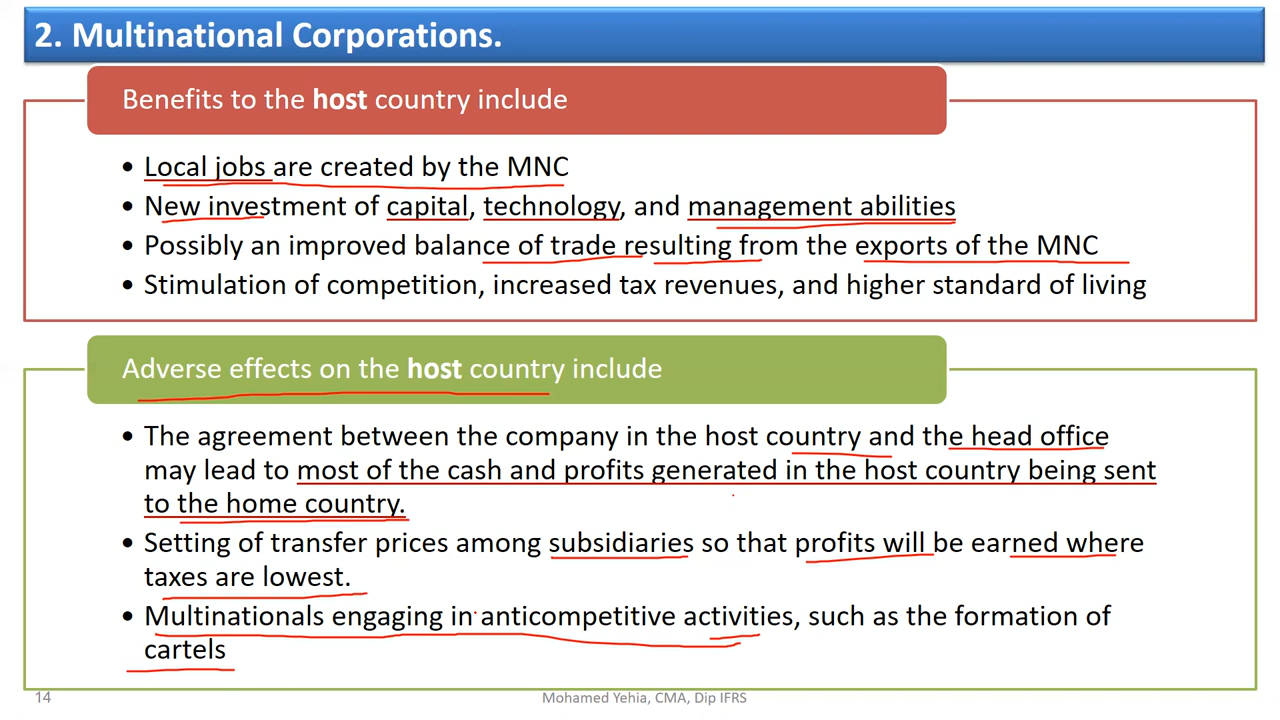 2. Multinational Corporations.
Benefits to the host country include
• Local jobs are created by the MNC
• New investment of capital, technology, and management abilities
• Possibly an improved balance of trade resulting from the exports of the MNC
• Stimulation of competition, increased tax revenues, and higher standard of living
Adverse effects on the host country include
• The agreement between the company in the host country and the head office
may lead to most of the cash and profits generated in the host country being sent
to the home country.
• Setting of transfer prices among subsidiaries so that profits will be earned where
taxes are lowest.
• Multinationals engaging in anticompetitive activities, such as the formation of
cartels
14
Mohamed Yehia, CMA, Dip IFRS